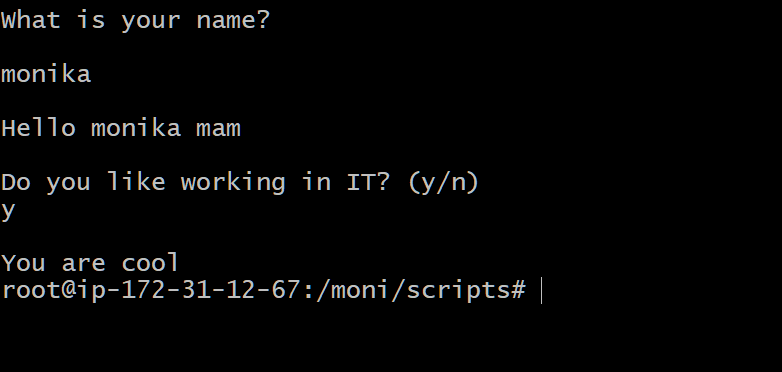 What is your name?
monika
Hello monika mam
Do you like working in IT? (y/n)
y
You are cool
root@ip-172-31-12-67:/moni/scripts#